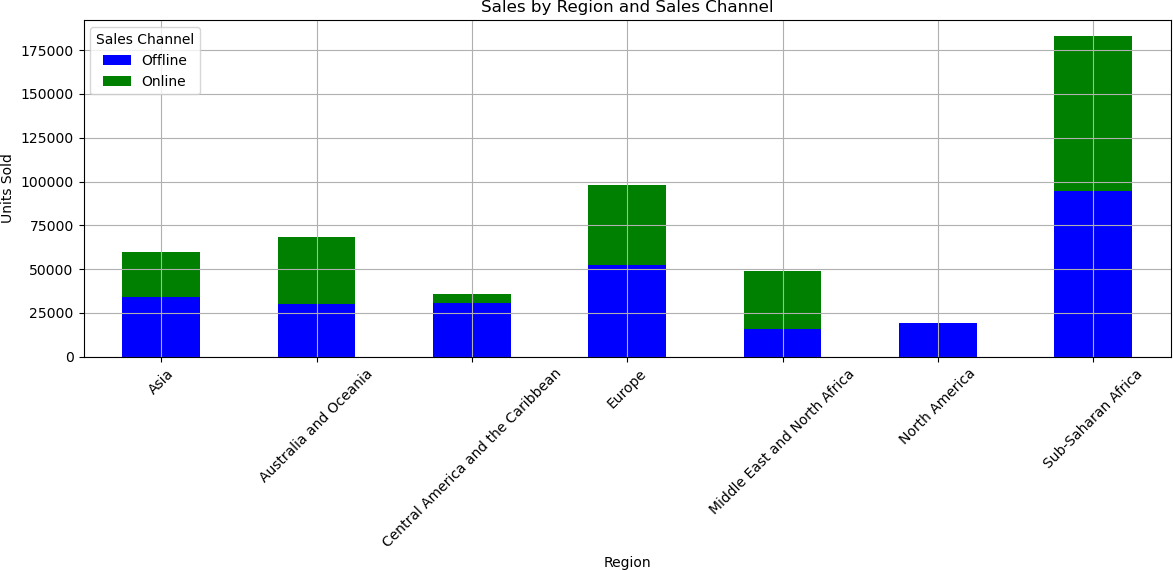 Sales by Region and Sales Channel
Sales Channel
Offline
Online
Units Sold
175000
150000
125000
100000
75000
50000
25000
0
Asia
Australia and Oceania
Central America and the Caribbean
Europe
Middle East and North Africa
North America
Sub-Saharan Africa
Region